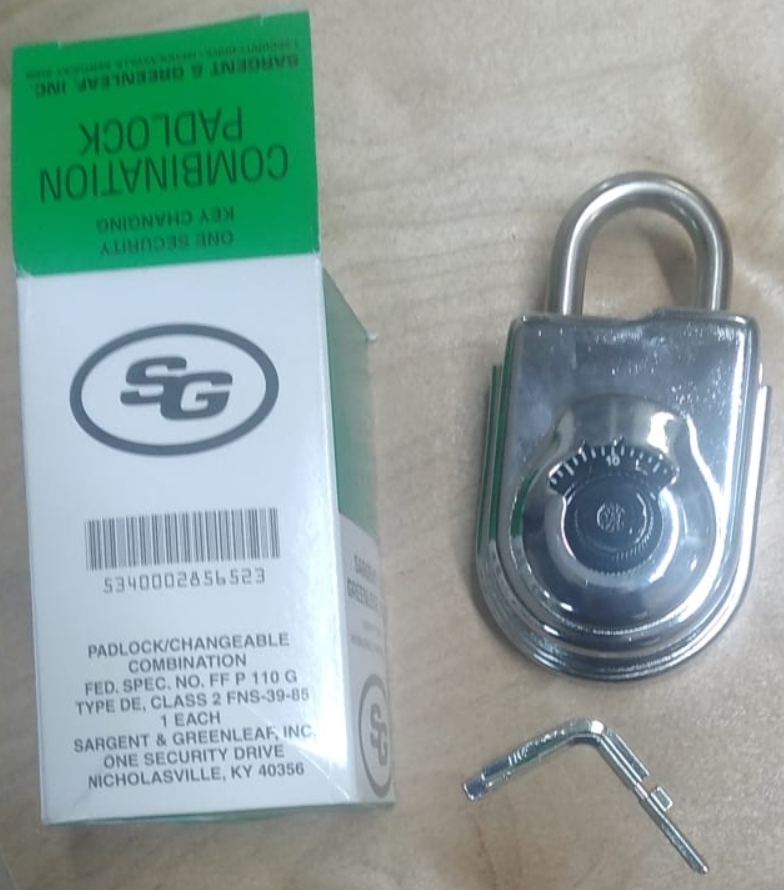 SARGENT & GREENLEAF, INC.
COMBINATION
PADLOCK
ONE SECURITY
KEY CHANGING
SG
5340002856523
PADLOCK/CHANGEABLE
COMBINATION
FED. SPEC. NO. FF P 110 G
TYPE DE, CLASS 2 FNS-39-85
1 EACH
SARGENT & GREENLEAF, INC.
ONE SECURITY DRIVE
NICHOLASVILLE, KY 40356
SG
10